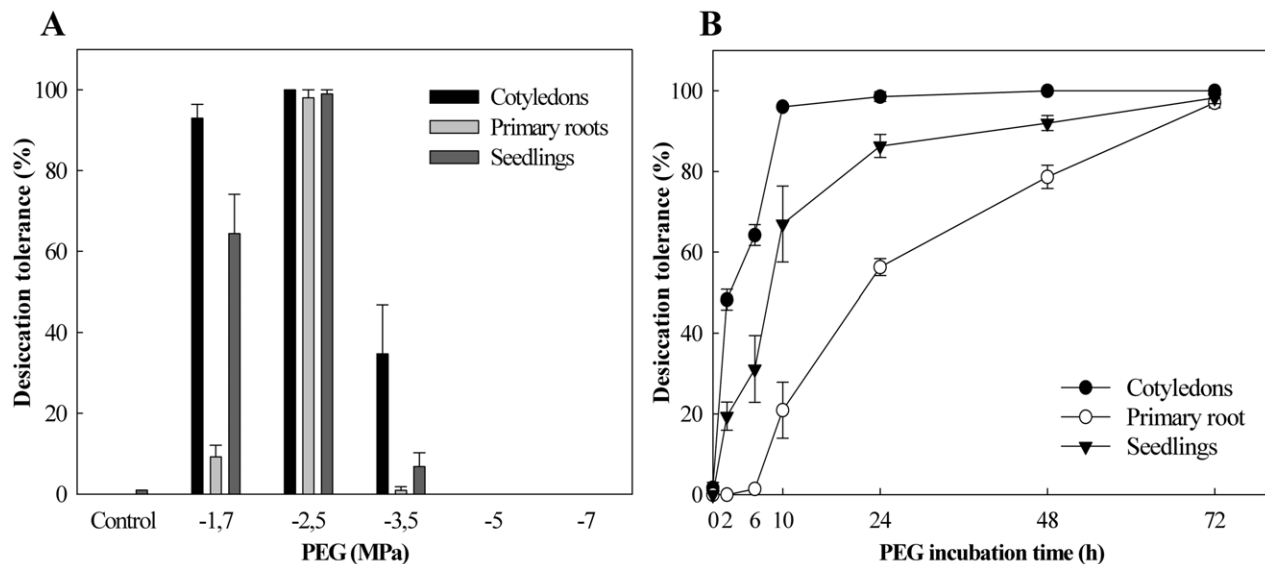 A
Desiccation tolerance (%)
100
80
60
40
20
0
Cotyledons
Primary roots
Seedlings
Control -1,7 -2,5 -3,5 -5 -7
PEG (MPa)
B
Desiccation tolerance (%)
100
80
60
40
20
0
Cotyledons
Primary root
Seedlings
0 2 6 10 24 48 72
PEG incubation time (h)